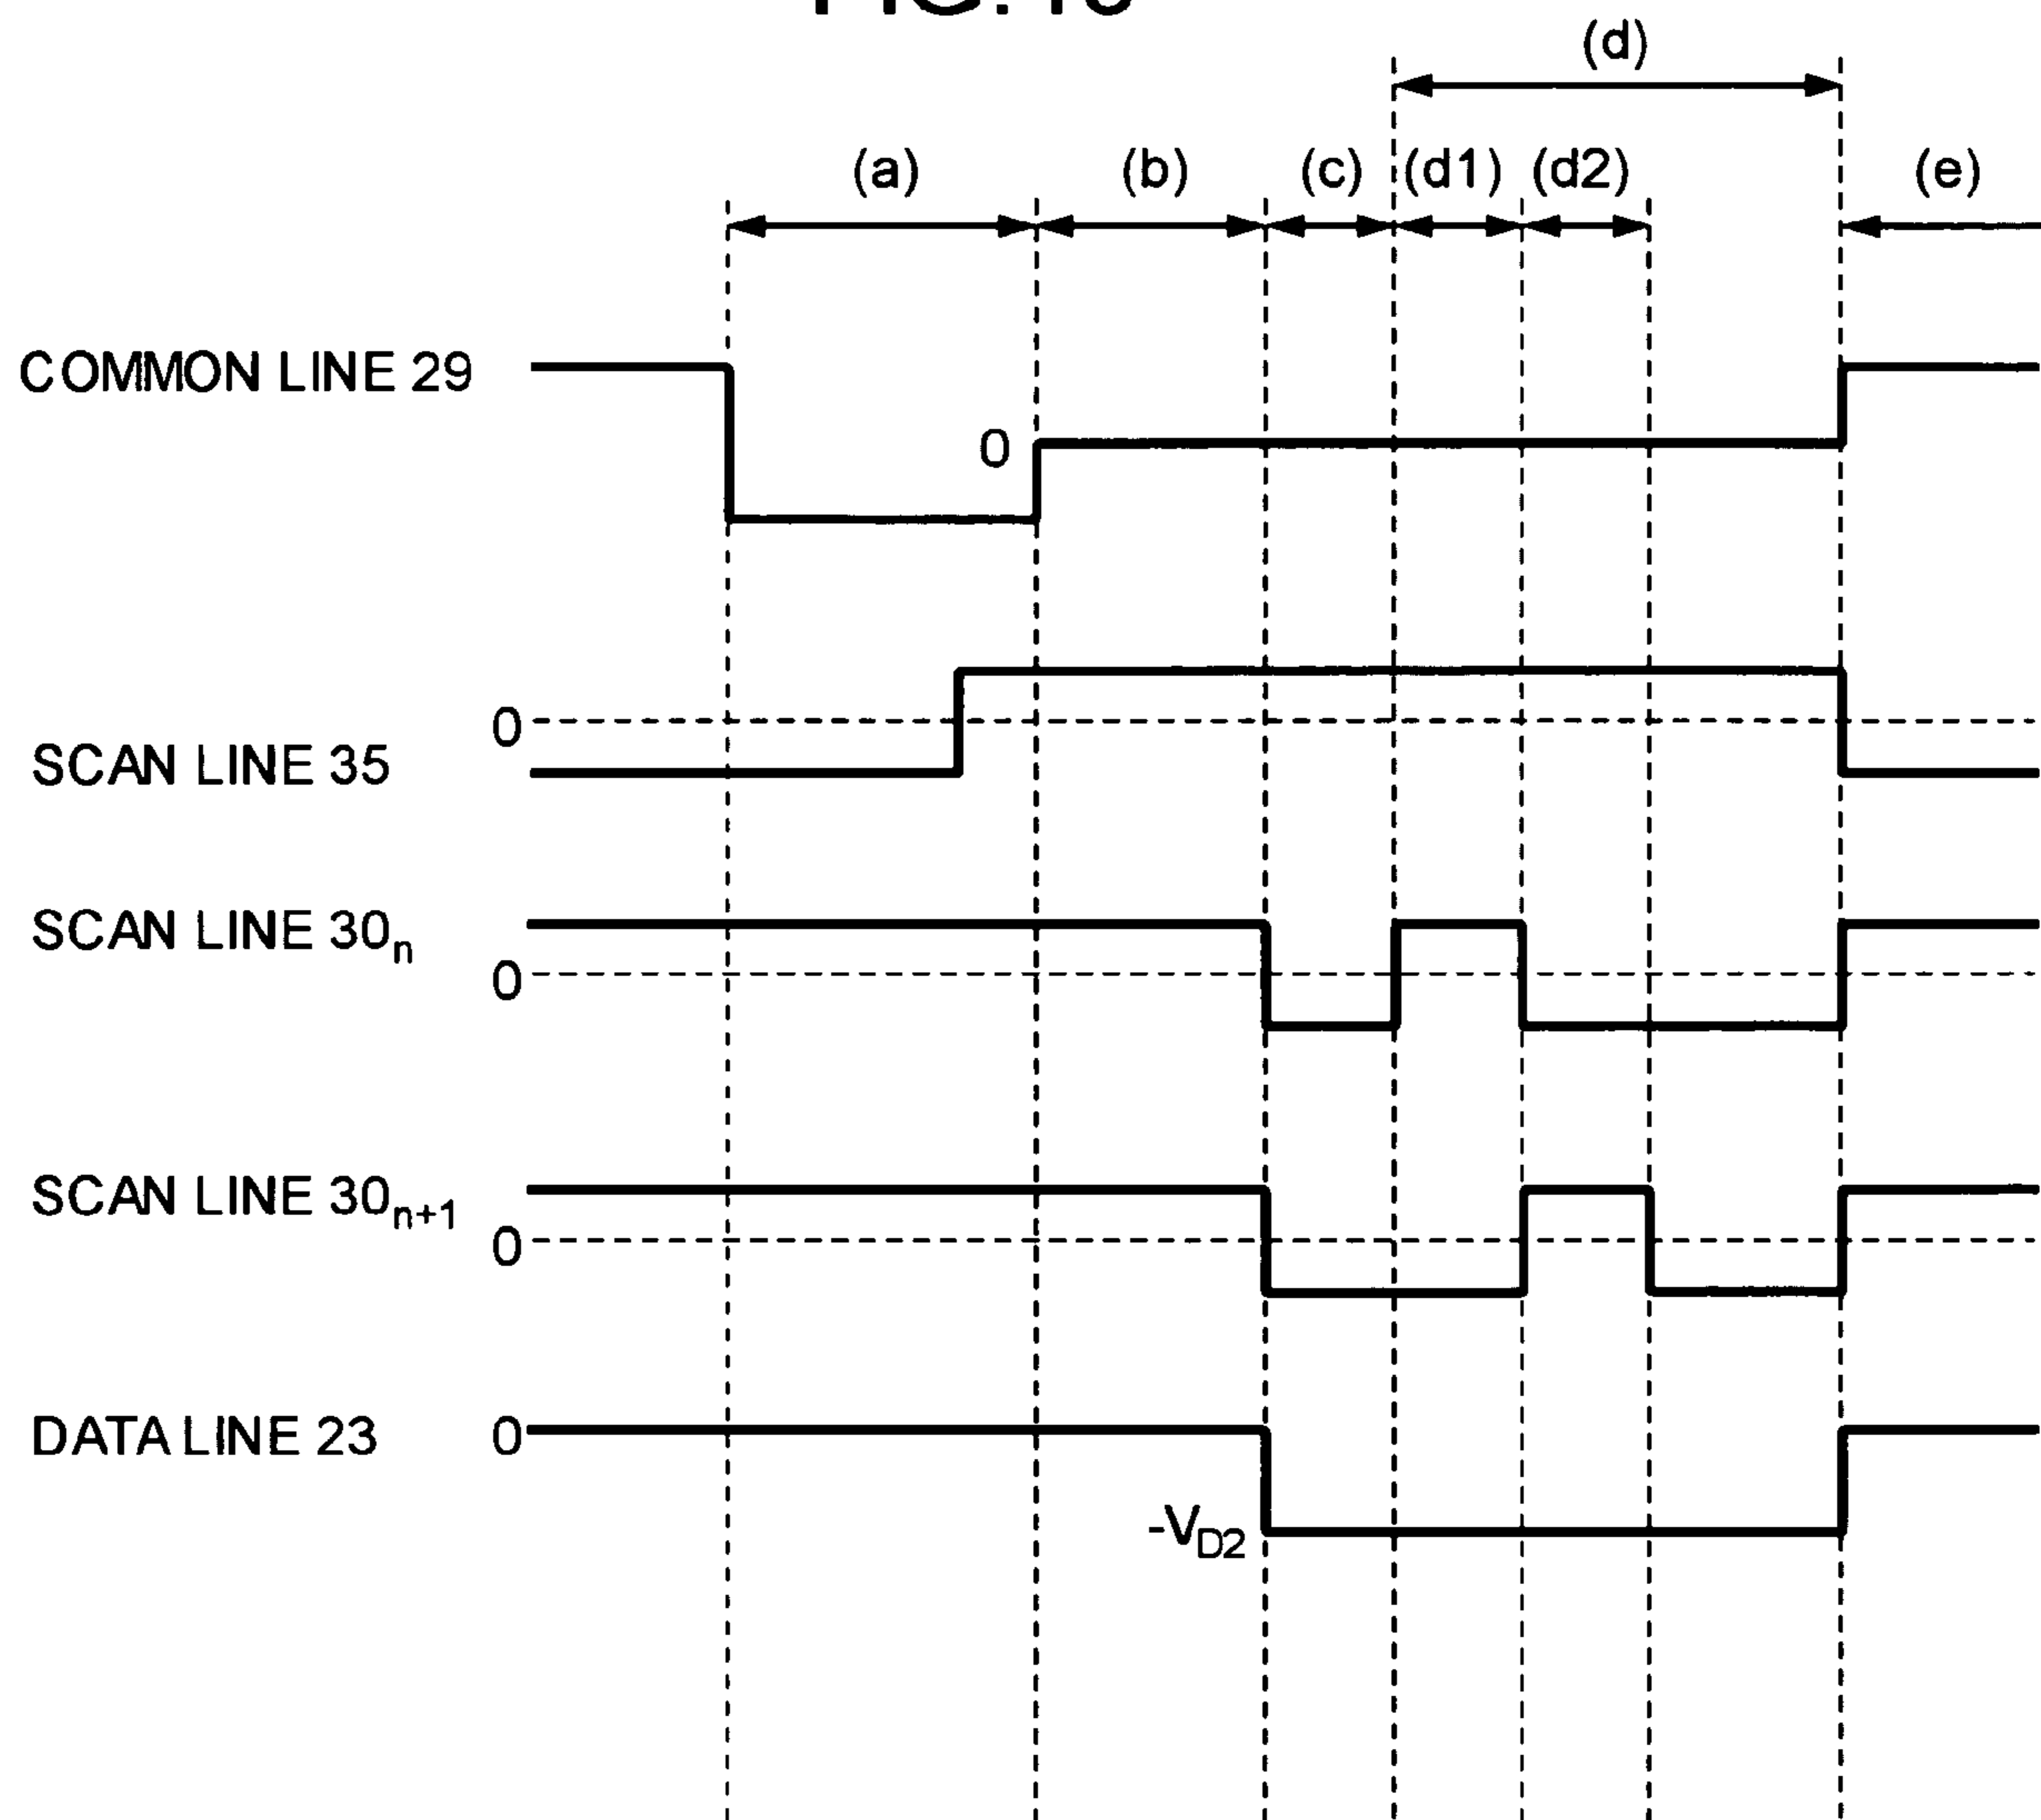 (d)
(a) (b) (c) (d1) (d2) (e)
COMMON LINE 29
0
0
SCAN LINE 35
SCAN LINE 30n
0
SCAN LINE 30n+1
0
DATA LINE 23 0
-VD2